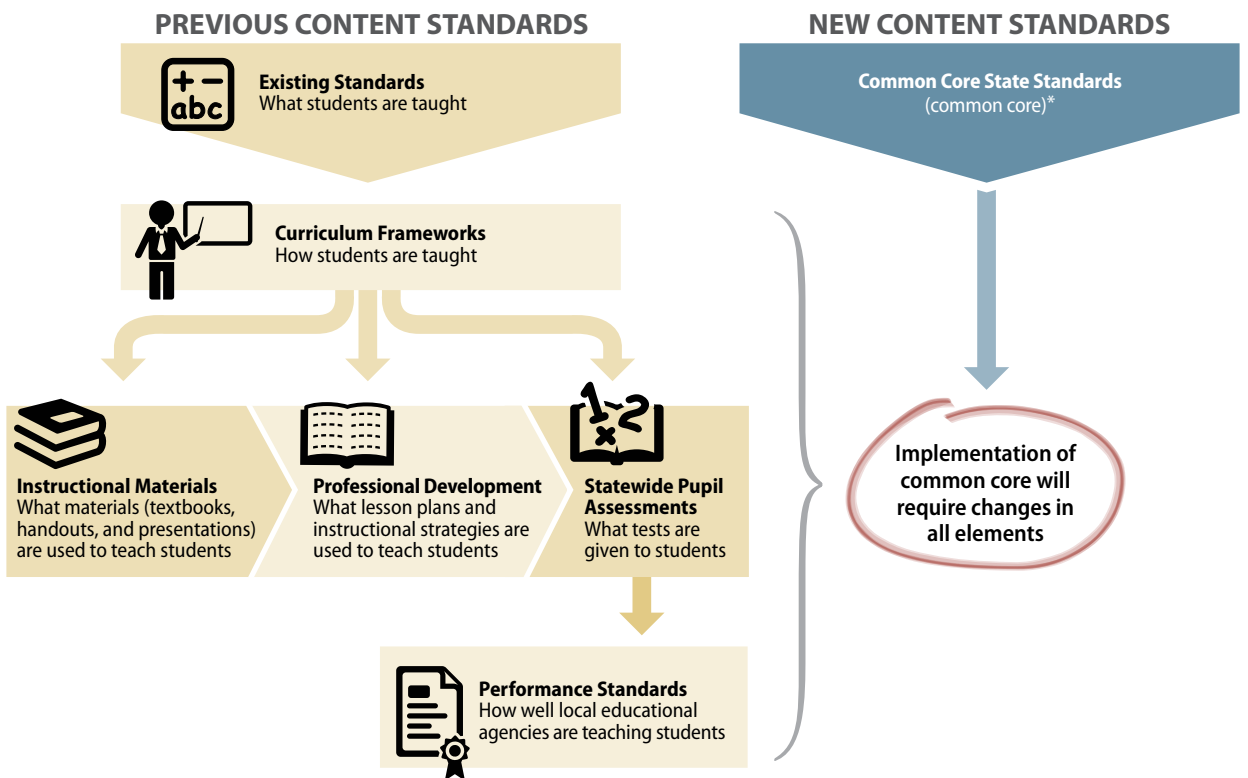 PREVIOUS CONTENT STANDARDS
NEW CONTENT STANDARDS
+ −
abc
Existing Standards
What students are taught
Common Core State Standards
(common core)*
Curriculum Frameworks
How students are taught
Instructional Materials
What materials (textbooks,
handouts, and presentations)
are used to teach students
Professional Development
What lesson plans and
instructional strategies are
used to teach students
1 x 2
Statewide Pupil
Assessments
What tests are
given to students
Performance Standards
How well local educational
agencies are teaching students
Implementation of
common core will
require changes in
all elements